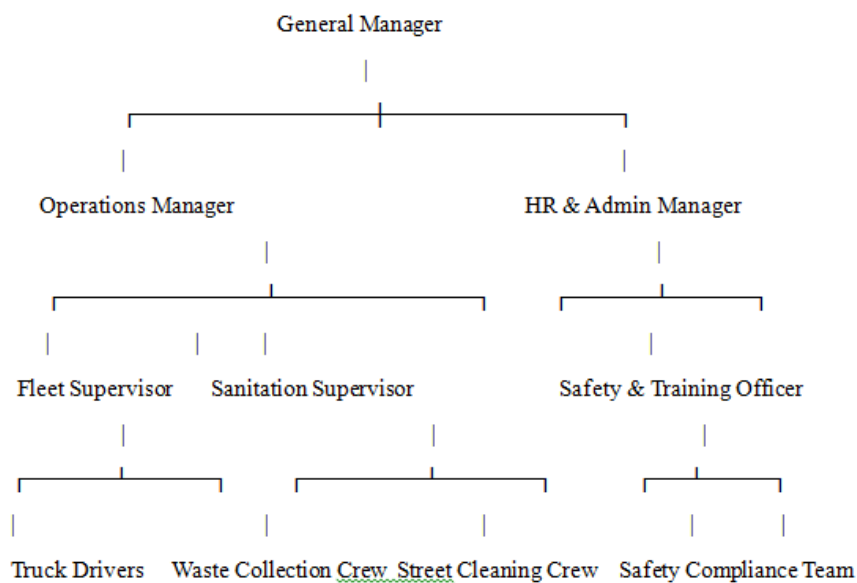 General Manager
Operations Manager HR & Admin Manager
Fleet Supervisor Sanitation Supervisor Safety & Training Officer
Truck Drivers Waste Collection Crew Street Cleaning Crew Safety Compliance Team